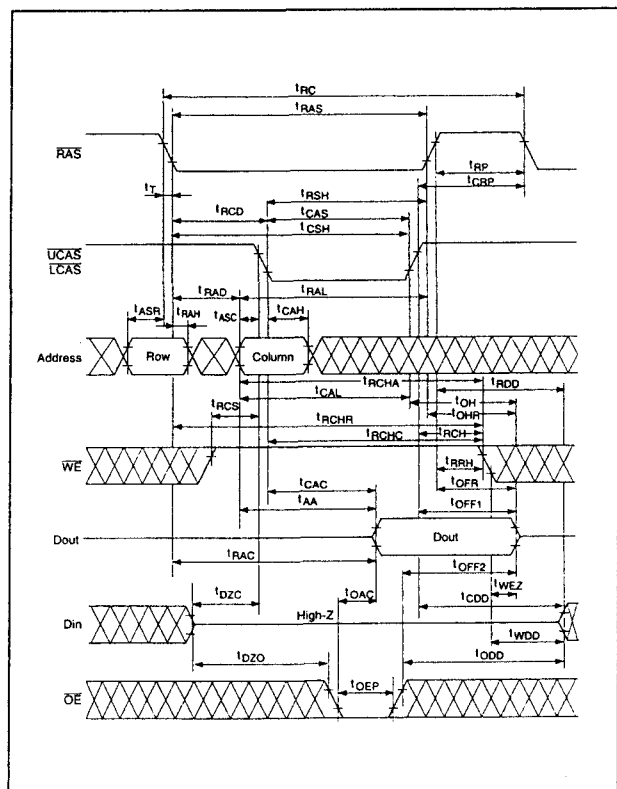 tRC
tRAS
RAS
tT
tRP
tCRP
tRSH
tRCD
tCAS
tCSH
UCAS
LCAS
tRAD
tRAL
tASR
tRAH
tASC
tCAH
Address
Row
Column
tRCHA
tRDD
tCAL
tOH
tRCS
tOHR
tRCHR
tRCHC
tRCH
WE
tRRH
tCAC
tOFR
tAA
tOFF1
Dout
Dout
tRAC
tOFF2
tWEZ
tDZC
tOAC
tCDD
Din
High-Z
tWDD
tDZO
tODD
tOEP
OE